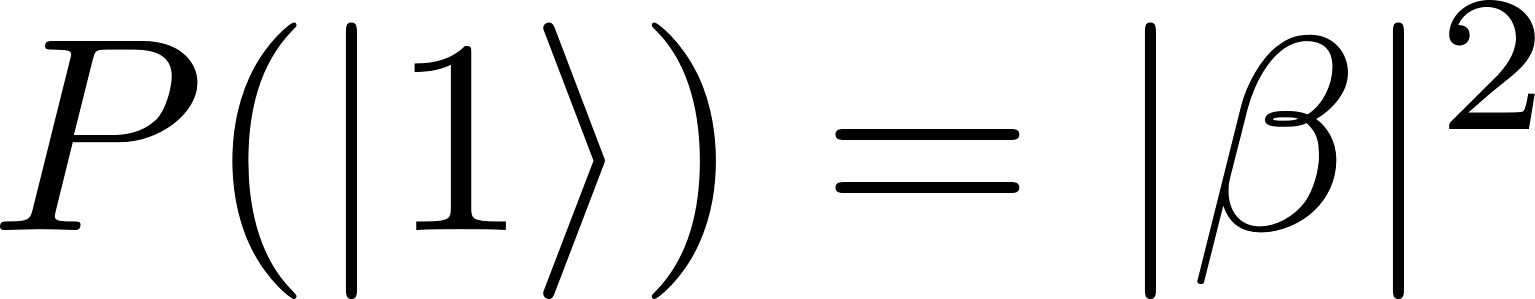 P(|1⟩) = |β|²